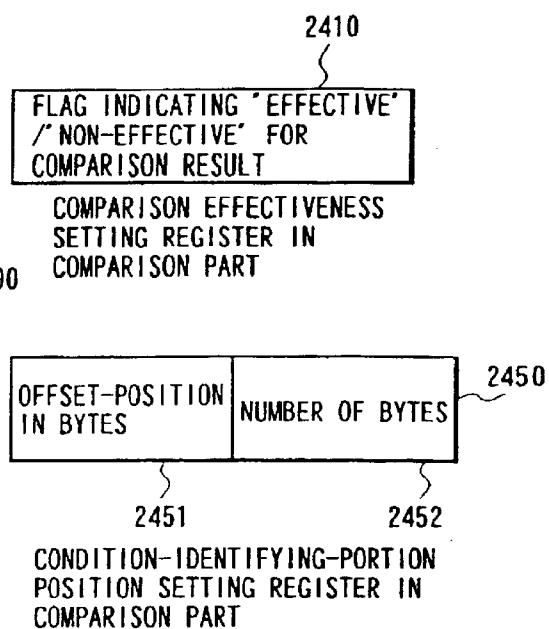 2410
FLAG INDICATING "EFFECTIVE"
/"NON-EFFECTIVE" FOR
COMPARISON RESULT
COMPARISON EFFECTIVENESS
SETTING REGISTER IN
COMPARISON PART
00
OFFSET-POSITION
IN BYTES
NUMBER OF BYTES
2450
2451
2452
CONDITION-IDENTIFYING-PORTION
POSITION SETTING REGISTER IN
COMPARISON PART